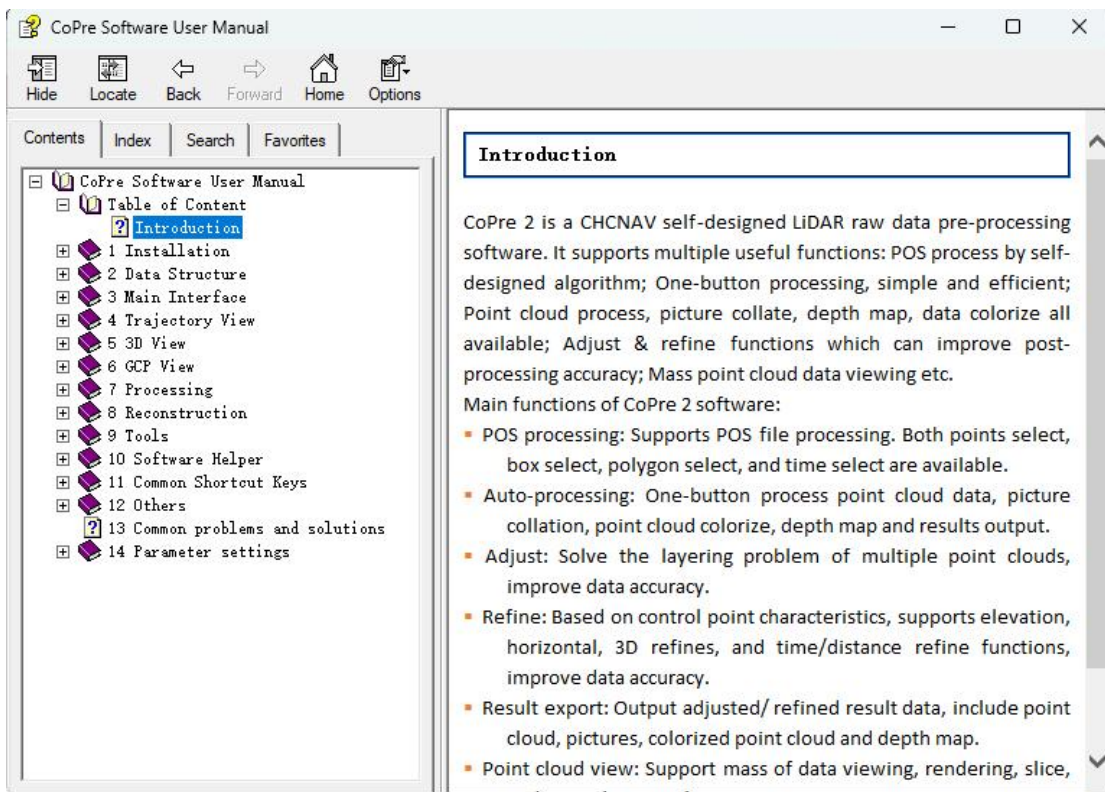 CoPre Software User Manual
Hide Locate Back Forward Home Options
Contents Index Search Favorites
CoPre Software User Manual
Table of Content
Introduction
1 Installation
2 Data Structure
3 Main Interface
4 Trajectory View
5 3D View
6 GCP View
7 Processing
8 Reconstruction
9 Tools
10 Software Helper
11 Common Shortcut Keys
12 Others
13 Common problems and solutions
14 Parameter settings
Introduction
CoPre 2 is a CHCNAV self-designed LiDAR raw data pre-processing
software. It supports multiple useful functions: POS process by self-
designed algorithm; One-button processing, simple and efficient;
Point cloud process, picture collate, depth map, data colorize all
available; Adjust & refine functions which can improve post-
processing accuracy; Mass point cloud data viewing etc.
Main functions of CoPre 2 software:
▪ POS processing: Supports POS file processing. Both points select,
box select, polygon select, and time select are available.
▪ Auto-processing: One-button process point cloud data, picture
collation, point cloud colorize, depth map and results output.
▪ Adjust: Solve the layering problem of multiple point clouds,
improve data accuracy.
▪ Refine: Based on control point characteristics, supports elevation,
horizontal, 3D refines, and time/distance refine functions,
improve data accuracy.
▪ Result export: Output adjusted/ refined result data, include point
cloud, pictures, colorized point cloud and depth map.
▪ Point cloud view: Support mass of data viewing, rendering, slice,